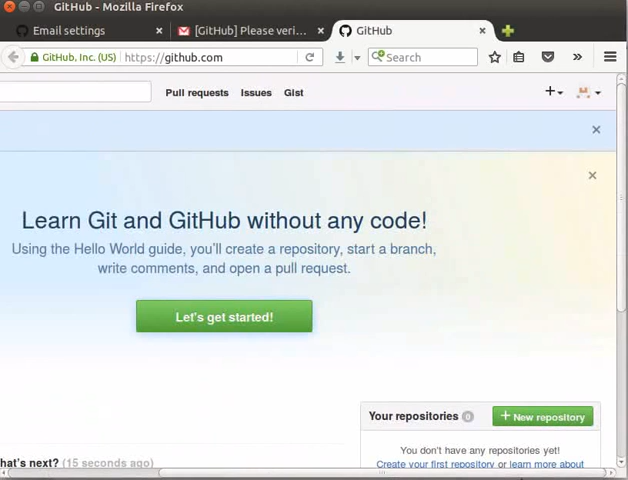 GitHub - Mozilla Firefox
Email settings
[GitHub] Please veri...
GitHub
GitHub, Inc. (US)
https://github.com
Search
Pull requests
Issues
Gist
Learn Git and GitHub without any code!
Using the Hello World guide, you'll create a repository, start a branch,
write comments, and open a pull request.
Let's get started!
Your repositories 0
New repository
You don't have any repositories yet!
hat's next? (15 seconds ago)
Create your first repository or learn more about